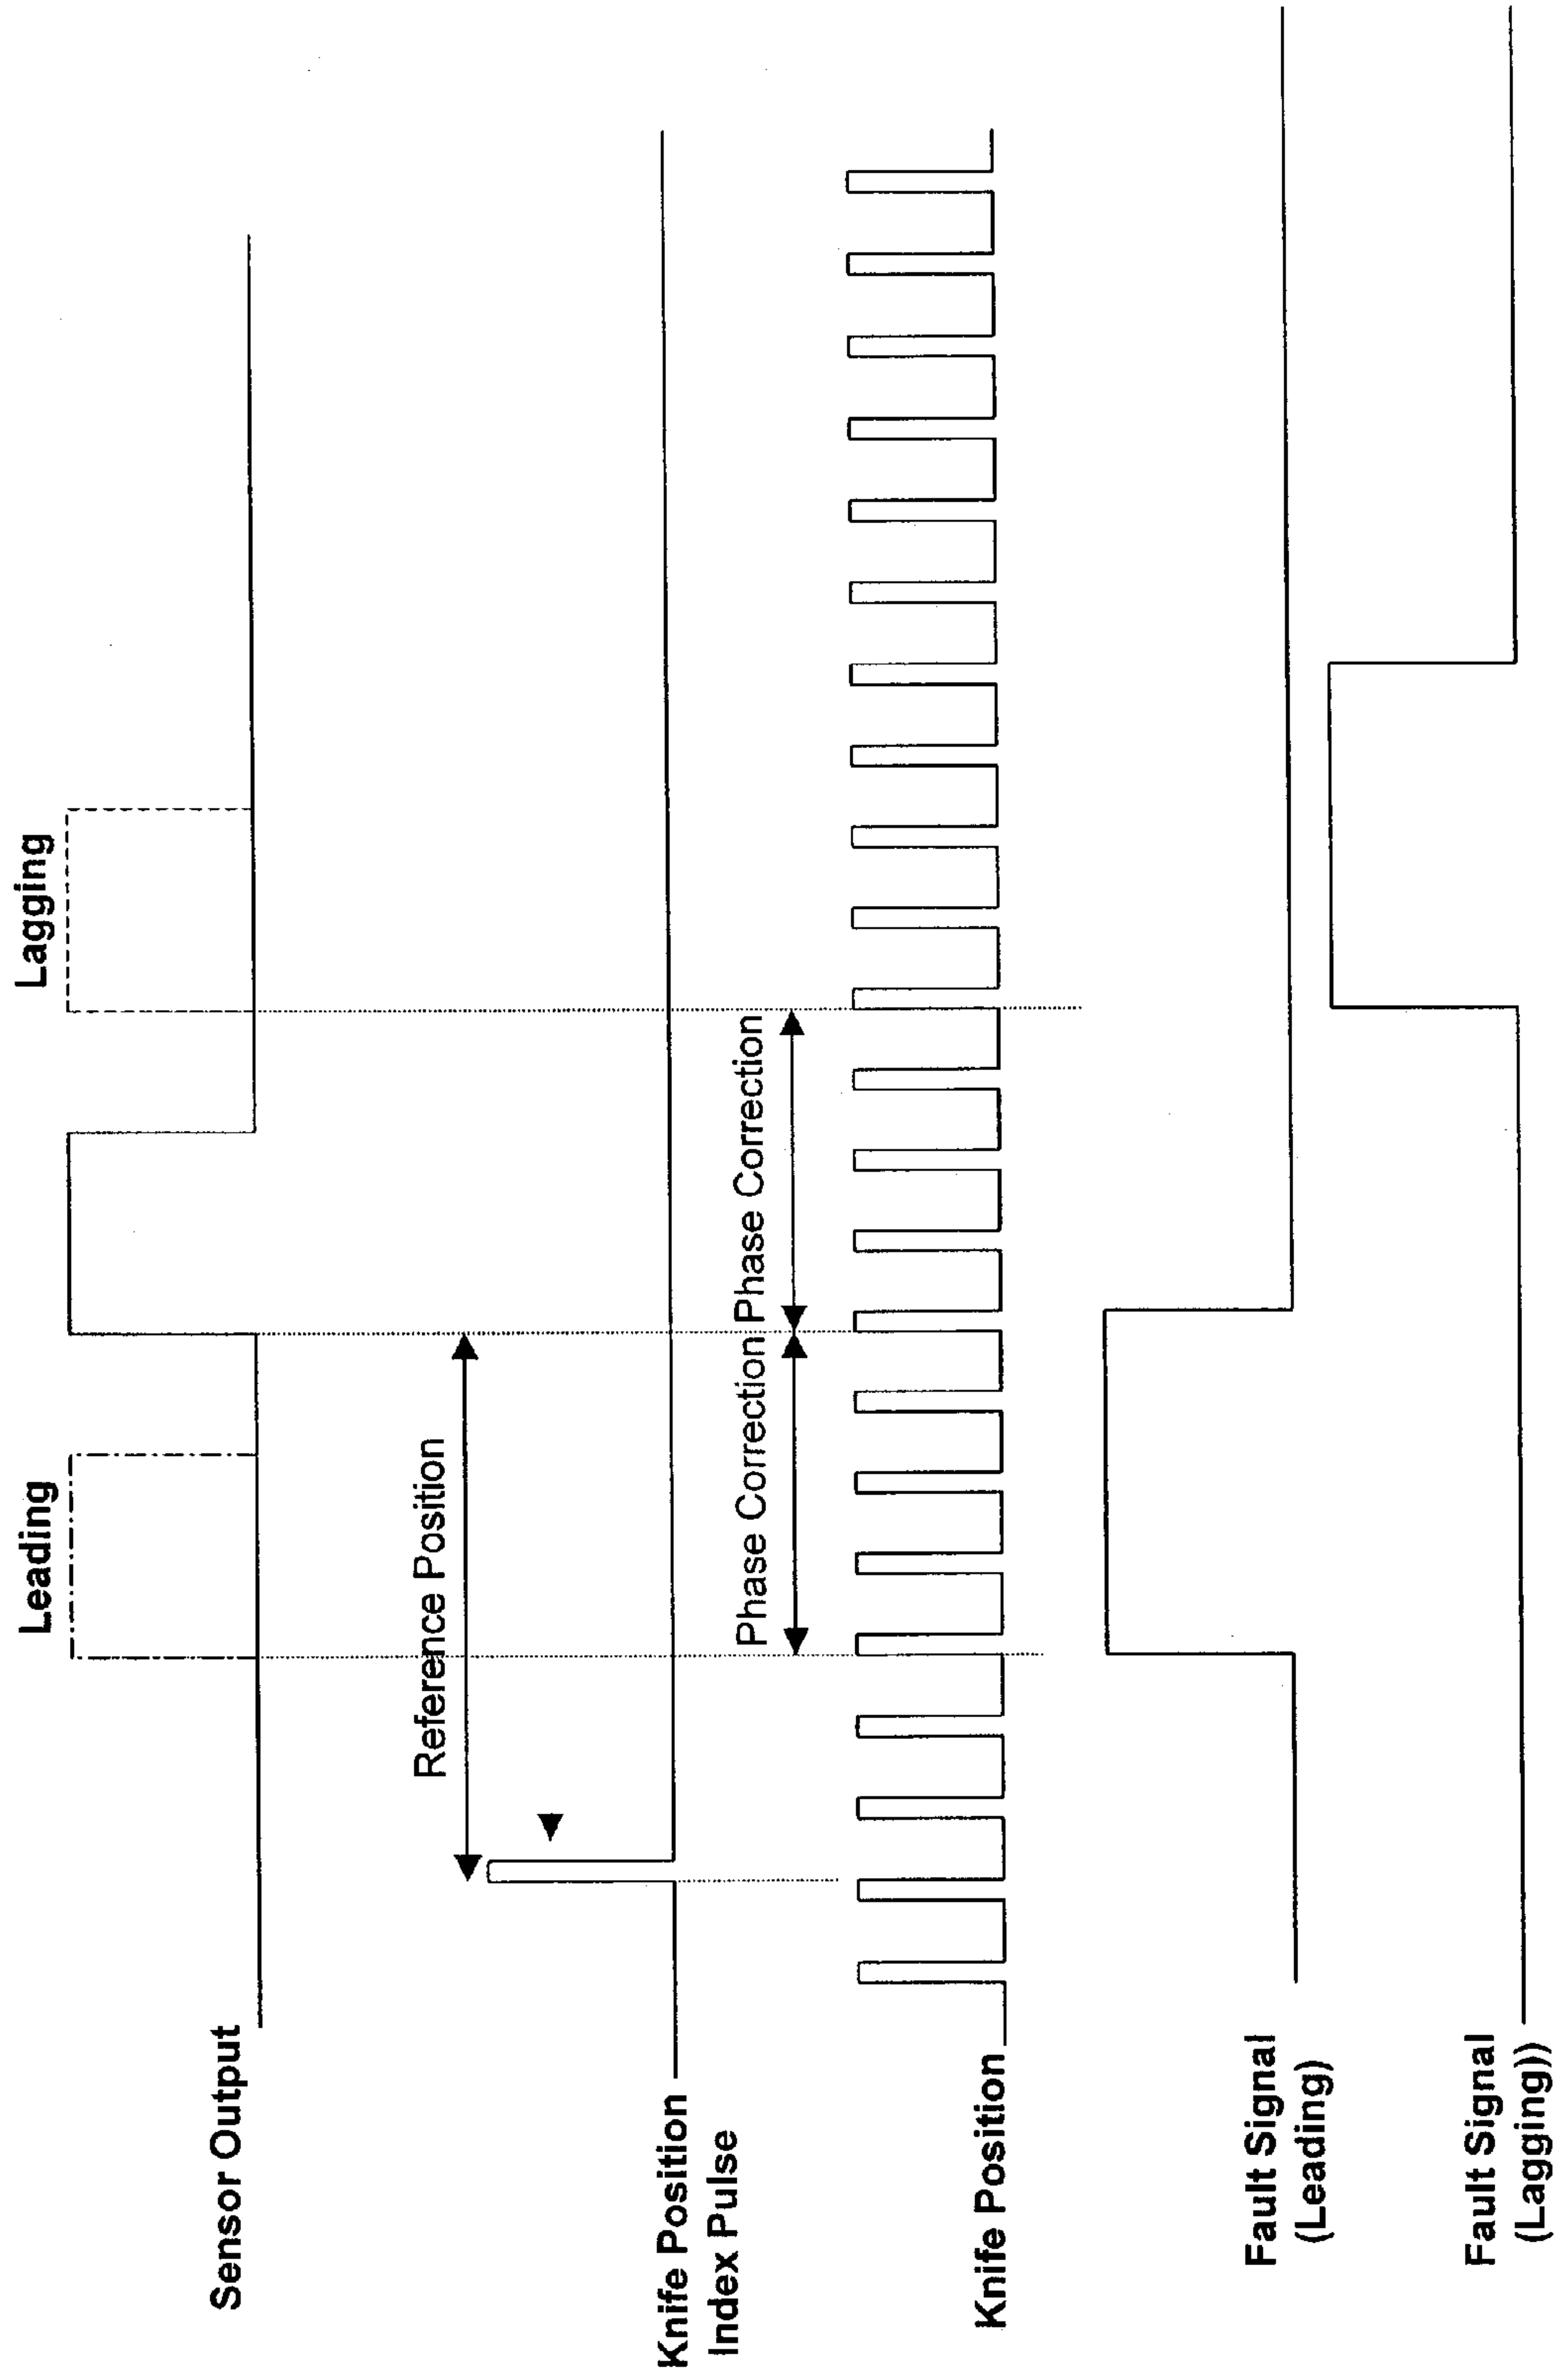 Leading
Lagging
Sensor Output
Reference Position
Knife Position
Index Pulse
Phase Correction
Phase Correction
Knife Position
Fault Signal
(Leading)
Fault Signal
(Lagging))